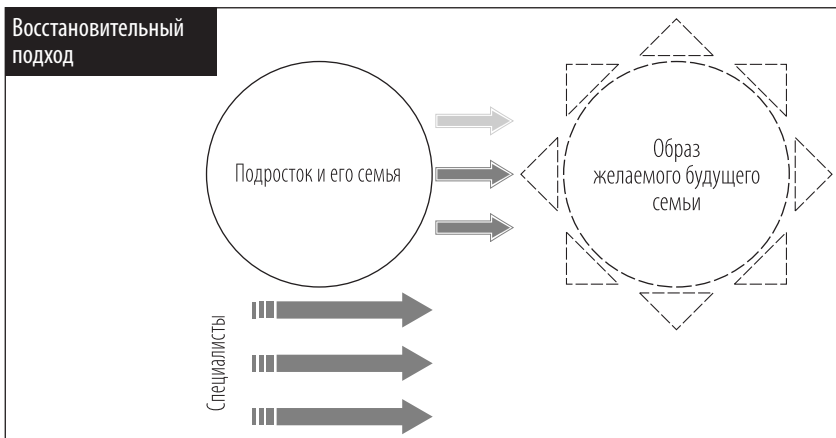 Восстановительный
подход
Подросток и его семья
Образ
желаемого будущего
семьи
Специалисты